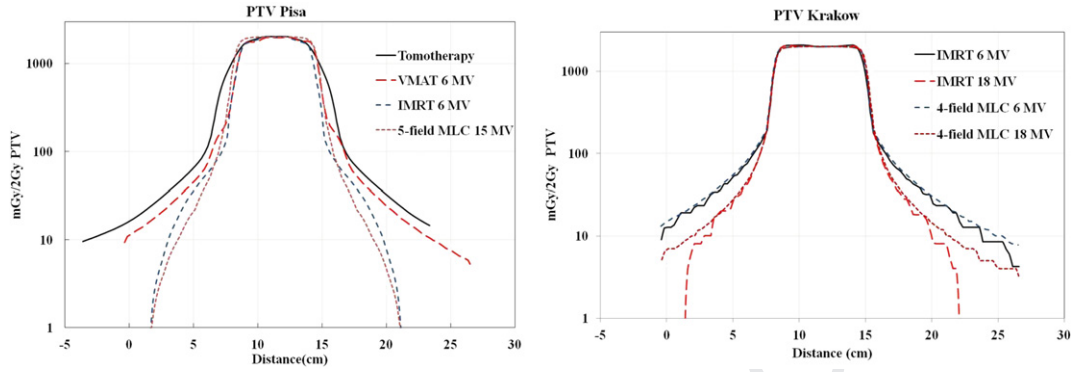 PTV Pisa
1000
100
10
1
mGy/2Gy PTV
Tomotherapy
VMAT 6 MV
IMRT 6 MV
5-field MLC 15 MV
-5 0 5 10 15 20 25 30
Distance(cm)
PTV Krakow
1000
100
10
1
mGy/2Gy PTV
IMRT 6 MV
IMRT 18 MV
4-field MLC 6 MV
4-field MLC 18 MV
-5 0 5 10 15 20 25 30
Distance (cm)